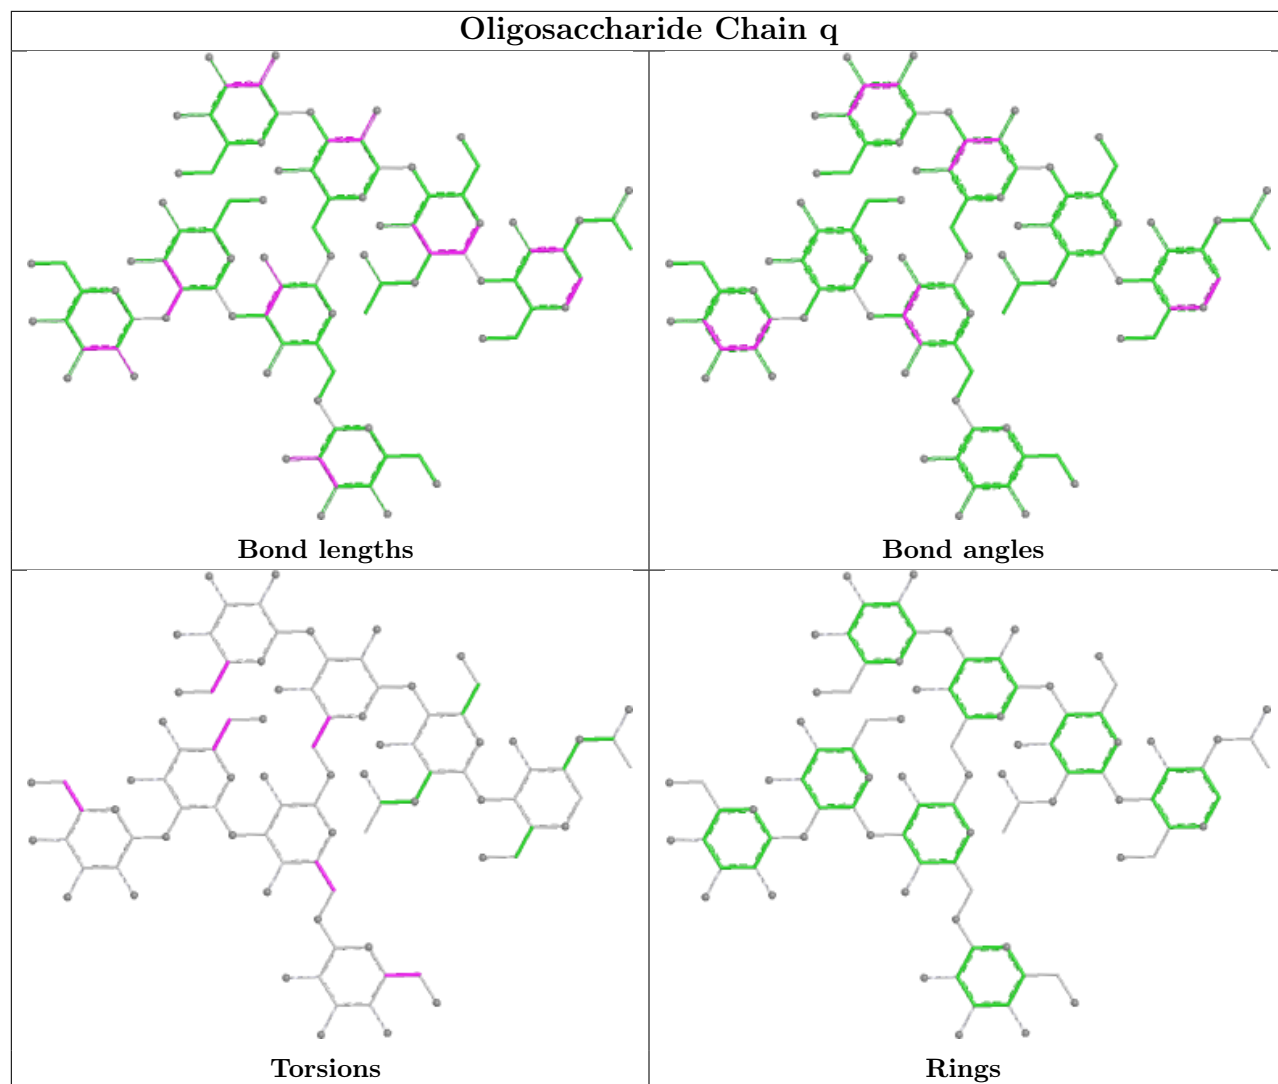 Oligosaccharide Chain q
Bond lengths
Bond angles
Torsions
Rings